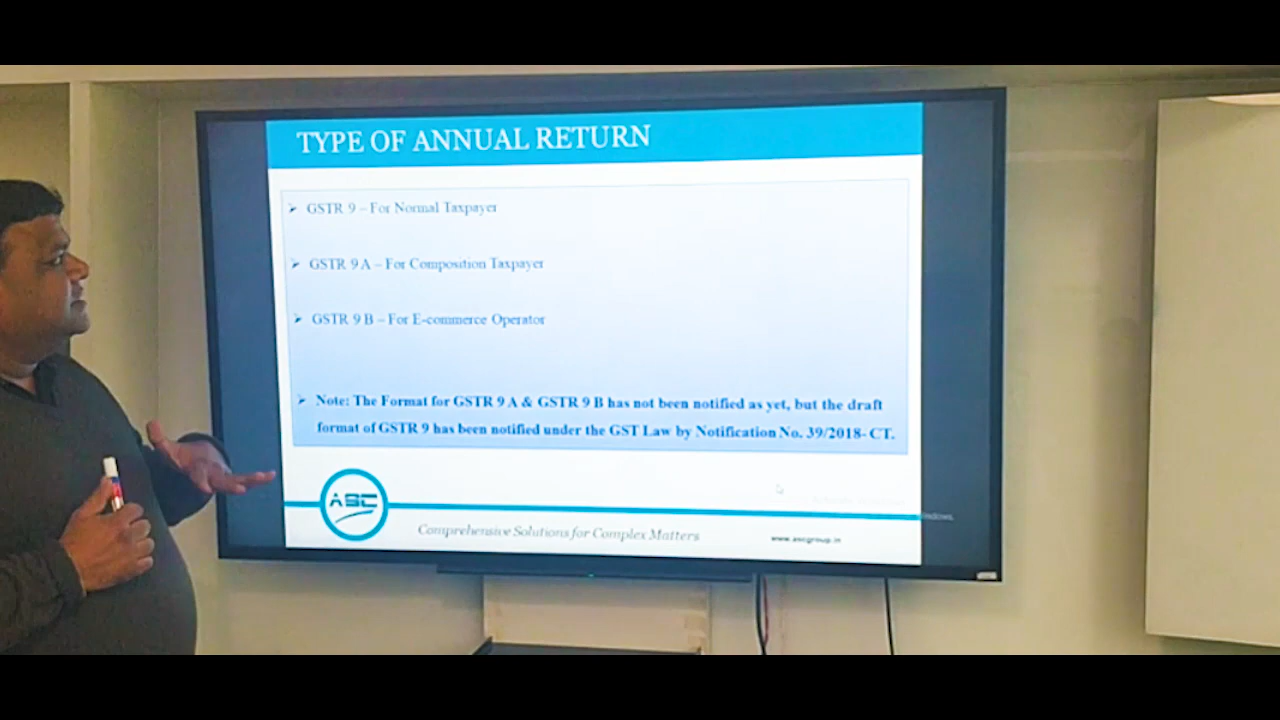 TYPE OF ANNUAL RETURN
➢ GSTR 9 – For Normal Taxpayer
➢ GSTR 9 A – For Composition Taxpayer
➢ GSTR 9 B – For E-commerce Operator
➢ Note: The Format for GSTR 9 A & GSTR 9 B has not been notified as yet, but the draft
format of GSTR 9 has been notified under the GST Law by Notification No. 39/2018- CT.
ASC
Comprehensive Solutions for Complex Matters
www.ascgroup.in